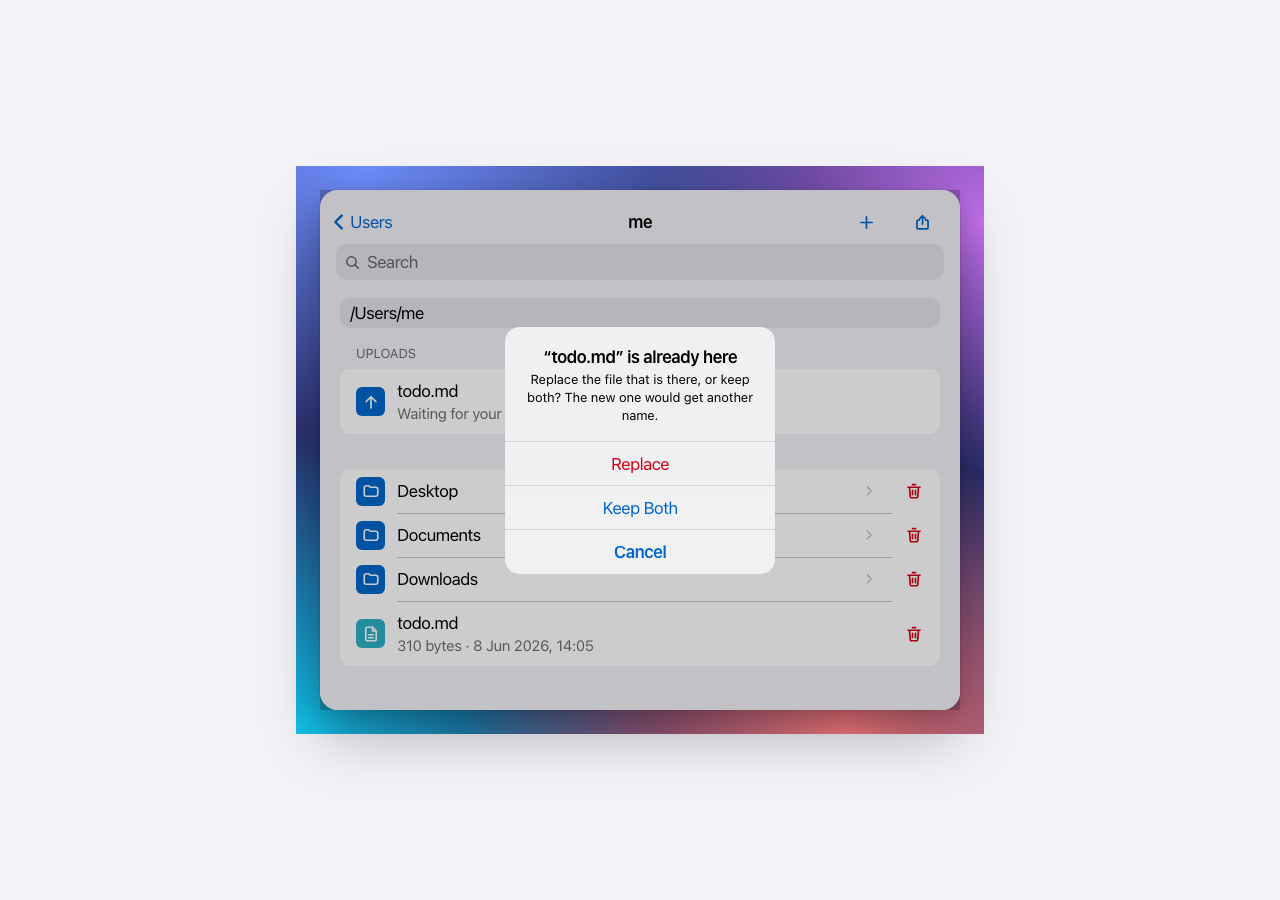 Users
me
Search
/Users/me
UPLOADS
todo.md
Waiting for your
“todo.md” is already here
Replace the file that is there, or keep
both? The new one would get another
name.
Replace
Keep Both
Cancel
Desktop
Documents
Downloads
todo.md
310 bytes · 8 Jun 2026, 14:05